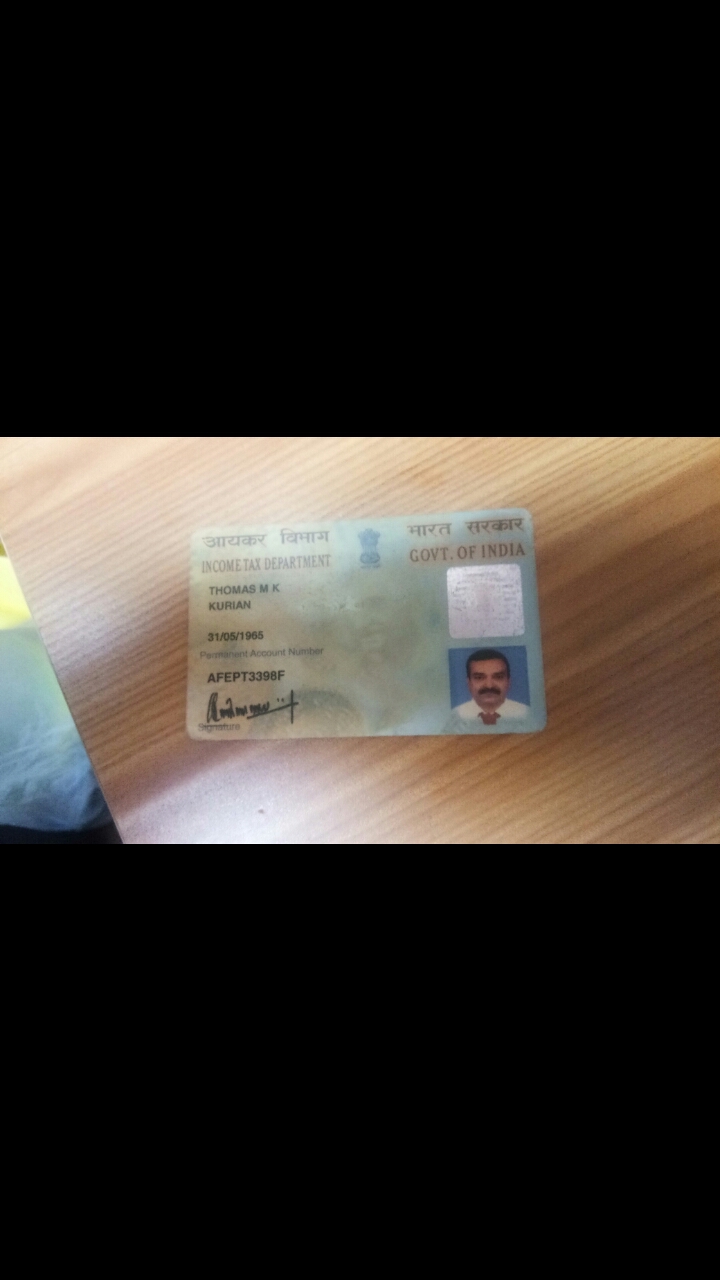 आयकर विभाग
भारत सरकार
INCOME TAX DEPARTMENT
GOVT. OF INDIA
THOMAS M K
KURIAN
31/05/1965
Permanent Account Number
AFEPT3398F
Signature